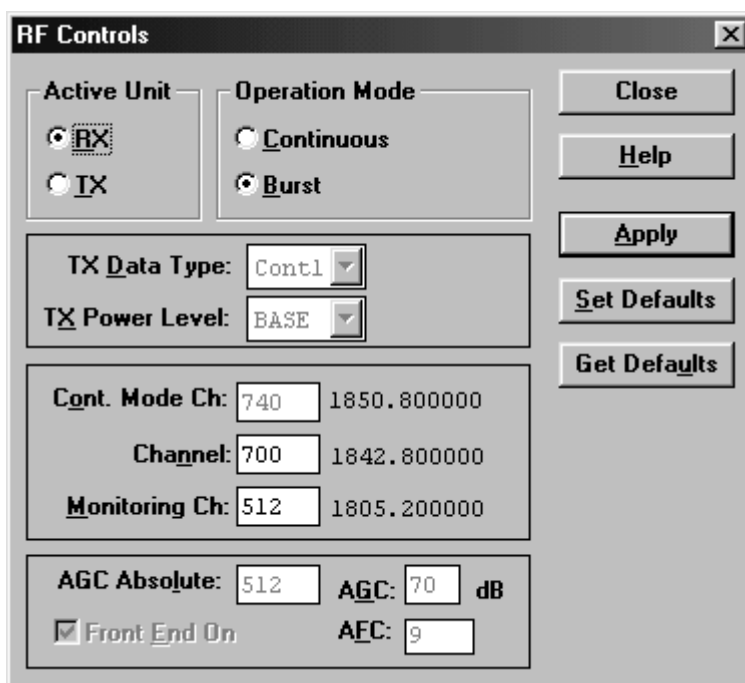 RF Controls
Active Unit
RX
TX
Operation Mode
Continuous
Burst
Close
Help
Apply
Set Defaults
Get Defaults
TX Data Type: Cont1
TX Power Level: BASE
Cont. Mode Ch: 740 1850.800000
Channel: 700 1842.800000
Monitoring Ch: 512 1805.200000
AGC Absolute: 512 AGC: 70 dB
Front End On AFC: 9